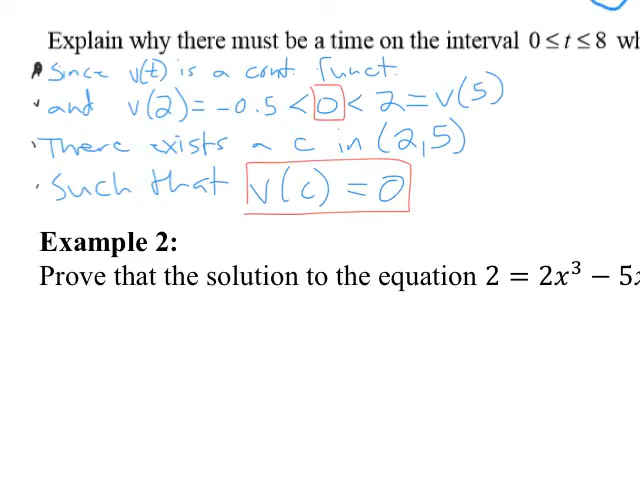 Explain why there must be a time on the interval 0 ≤ t ≤ 8
Since v(t) is a cont. funct.
and v(2) = -0.5 < 0 < 2 = v(5)
There exists a c in (2,5)
Such that v(c) = 0
Example 2:
Prove that the solution to the equation 2 = 2x³ − 5